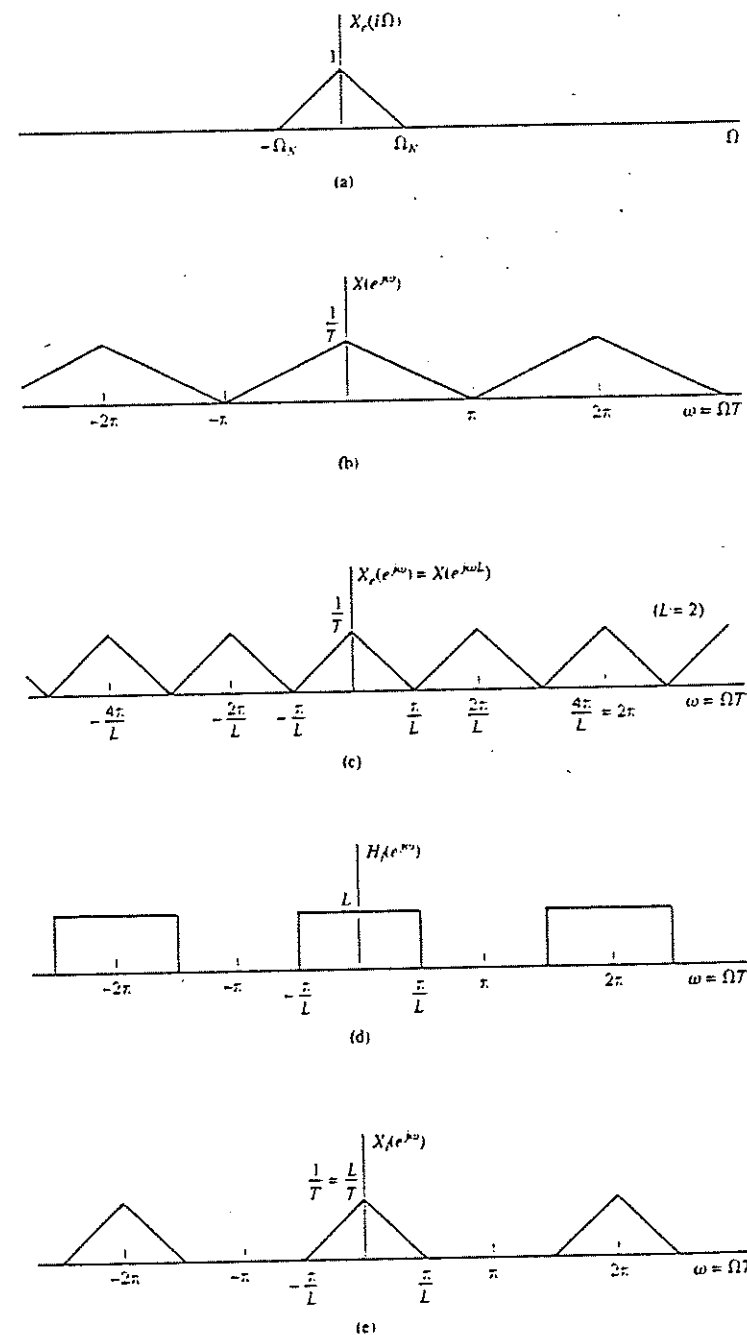 X_c(jΩ)
1
-Ω_N Ω_N Ω
(a)
X(e^{jω})
1/T
-2π -π π 2π ω = ΩT
(b)
X_e(e^{jω}) = X(e^{jωL})
1/T (L = 2)
-4π/L -2π/L -π/L π/L 2π/L 4π/L = 2π ω = ΩT
(c)
H_i(e^{jω})
L
-2π -π -π/L π/L π 2π ω = ΩT
(d)
X_i(e^{jω})
1/T = L/T
-2π -π -π/L π/L π 2π ω = ΩT
(e)